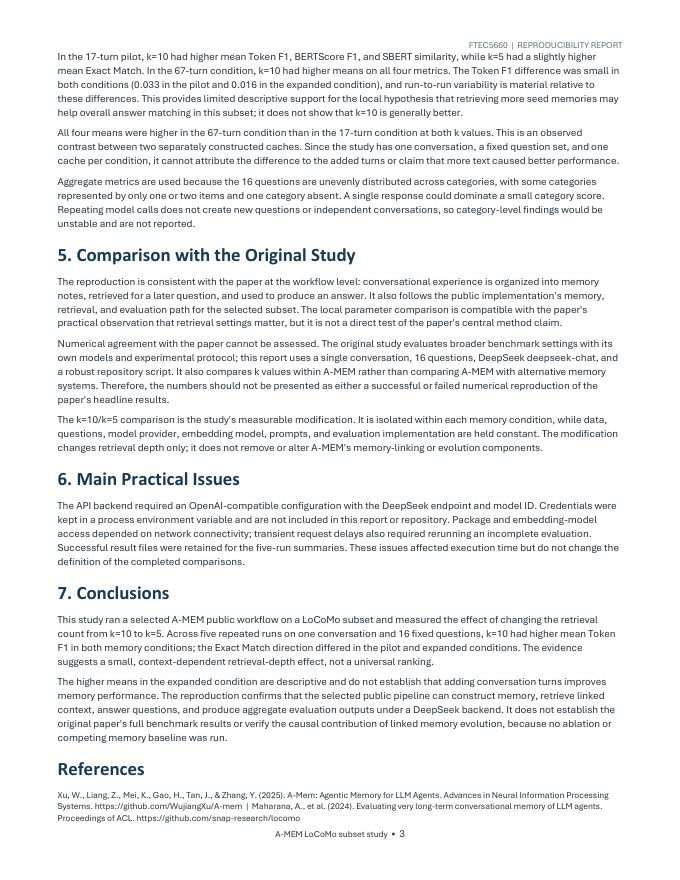 FTEC5660 | REPRODUCIBILITY REPORT
In the 17-turn pilot, k=10 had higher mean Token F1, BERTScore F1, and SBERT similarity, while k=5 had a slightly higher
mean Exact Match. In the 67-turn condition, k=10 had higher means on all four metrics. The Token F1 difference was small in
both conditions (0.033 in the pilot and 0.016 in the expanded condition), and run-to-run variability is material relative to
these differences. This provides limited descriptive support for the local hypothesis that retrieving more seed memories may
help overall answer matching in this subset; it does not show that k=10 is generally better.
All four means were higher in the 67-turn condition than in the 17-turn condition at both k values. This is an observed
contrast between two separately constructed caches. Since the study has one conversation, a fixed question set, and one
cache per condition, it cannot attribute the difference to the added turns or claim that more text caused better performance.
Aggregate metrics are used because the 16 questions are unevenly distributed across categories, with some categories
represented by only one or two items and one category absent. A single response could dominate a small category score.
Repeating model calls does not create new questions or independent conversations, so category-level findings would be
unstable and are not reported.
5. Comparison with the Original Study
The reproduction is consistent with the paper at the workflow level: conversational experience is organized into memory
notes, retrieved for a later question, and used to produce an answer. It also follows the public implementation's memory,
retrieval, and evaluation path for the selected subset. The local parameter comparison is compatible with the paper's
practical observation that retrieval settings matter, but it is not a direct test of the paper's central method claim.
Numerical agreement with the paper cannot be assessed. The original study evaluates broader benchmark settings with its
own models and experimental protocol; this report uses a single conversation, 16 questions, DeepSeek deepseek-chat, and
a robust repository script. It also compares k values within A-MEM rather than comparing A-MEM with alternative memory
systems. Therefore, the numbers should not be presented as either a successful or failed numerical reproduction of the
paper's headline results.
The k=10/k=5 comparison is the study's measurable modification. It is isolated within each memory condition, while data,
questions, model provider, embedding model, prompts, and evaluation implementation are held constant. The modification
changes retrieval depth only; it does not remove or alter A-MEM's memory-linking or evolution components.
6. Main Practical Issues
The API backend required an OpenAI-compatible configuration with the DeepSeek endpoint and model ID. Credentials were
kept in a process environment variable and are not included in this report or repository. Package and embedding-model
access depended on network connectivity; transient request delays also required rerunning an incomplete evaluation.
Successful result files were retained for the five-run summaries. These issues affected execution time but do not change the
definition of the completed comparisons.
7. Conclusions
This study ran a selected A-MEM public workflow on a LoCoMo subset and measured the effect of changing the retrieval
count from k=10 to k=5. Across five repeated runs on one conversation and 16 fixed questions, k=10 had higher mean Token
F1 in both memory conditions; the Exact Match direction differed in the pilot and expanded conditions. The evidence
suggests a small, context-dependent retrieval-depth effect, not a universal ranking.
The higher means in the expanded condition are descriptive and do not establish that adding conversation turns improves
memory performance. The reproduction confirms that the selected public pipeline can construct memory, retrieve linked
context, answer questions, and produce aggregate evaluation outputs under a DeepSeek backend. It does not establish the
original paper's full benchmark results or verify the causal contribution of linked memory evolution, because no ablation or
competing memory baseline was run.
References
Xu, W., Liang, Z., Mei, K., Gao, H., Tan, J., & Zhang, Y. (2025). A-Mem: Agentic Memory for LLM Agents. Advances in Neural Information Processing
Systems. https://github.com/WujiangXu/A-mem | Maharana, A., et al. (2024). Evaluating very long-term conversational memory of LLM agents.
Proceedings of ACL. https://github.com/snap-research/locomo
A-MEM LoCoMo subset study • 3